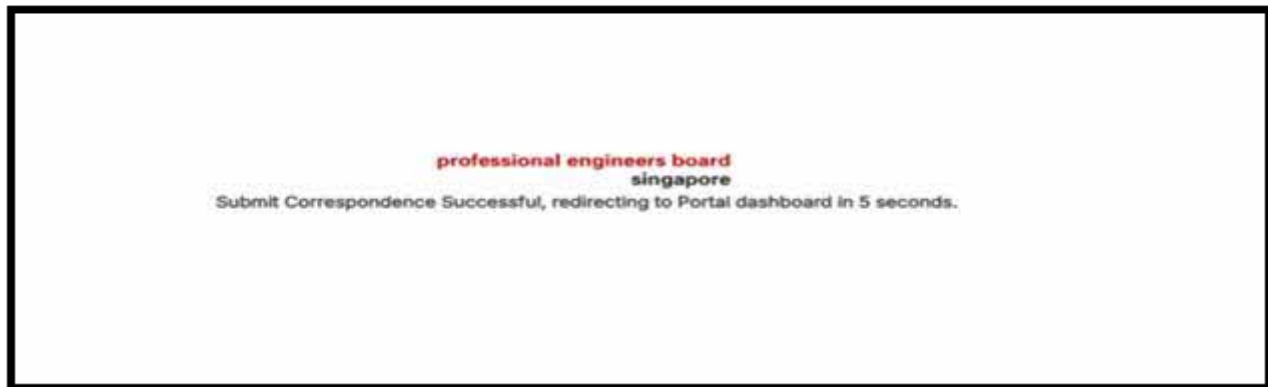 professional engineers board
singapore
Submit Correspondence Successful, redirecting to Portal dashboard in 5 seconds.